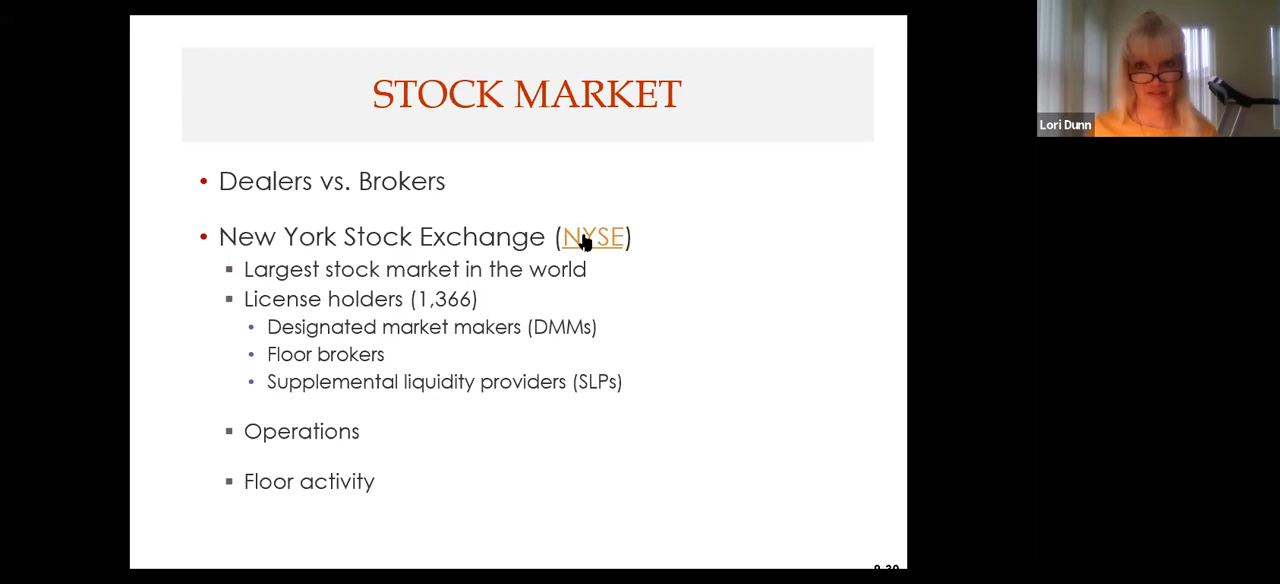 STOCK MARKET
• Dealers vs. Brokers
• New York Stock Exchange (NYSE)
▪ Largest stock market in the world
▪ License holders (1,366)
• Designated market makers (DMMs)
• Floor brokers
• Supplemental liquidity providers (SLPs)
▪ Operations
▪ Floor activity
Lori Dunn